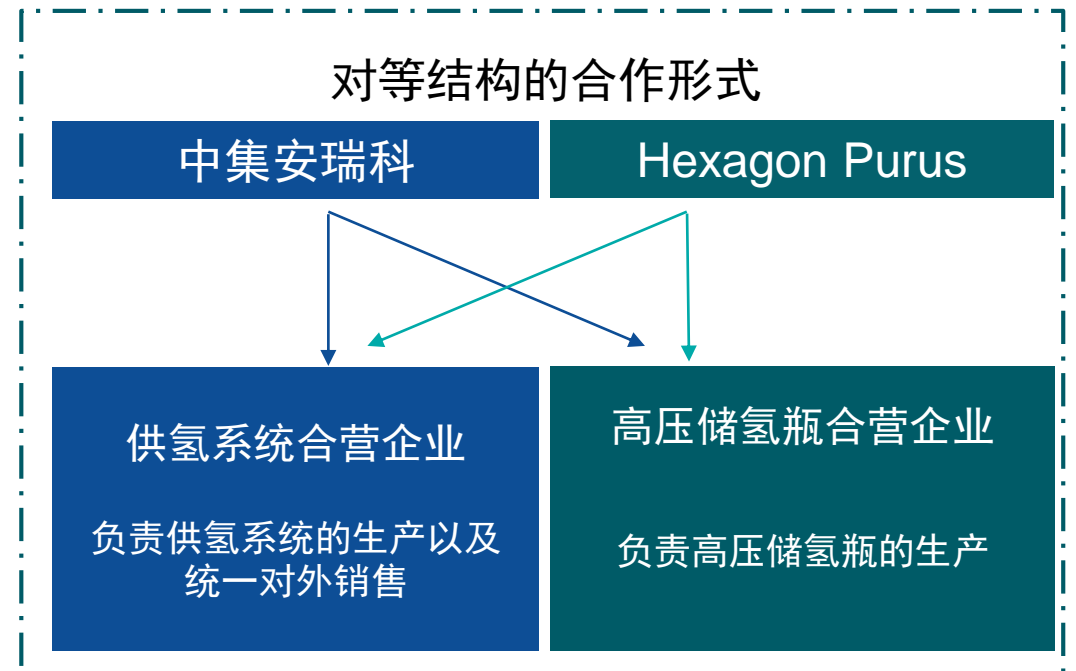 对等结构的合作形式
中集安瑞科
Hexagon Purus
供氢系统合营企业
负责供氢系统的生产以及
统一对外销售
高压储氢瓶合营企业
负责高压储氢瓶的生产